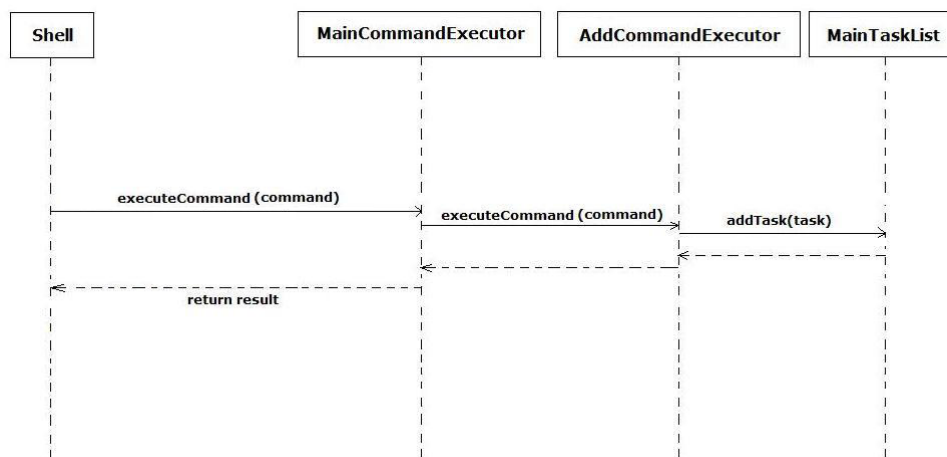 Shell
MainCommandExecutor
AddCommandExecutor
MainTaskList
executeCommand (command)
executeCommand (command)
addTask(task)
return result